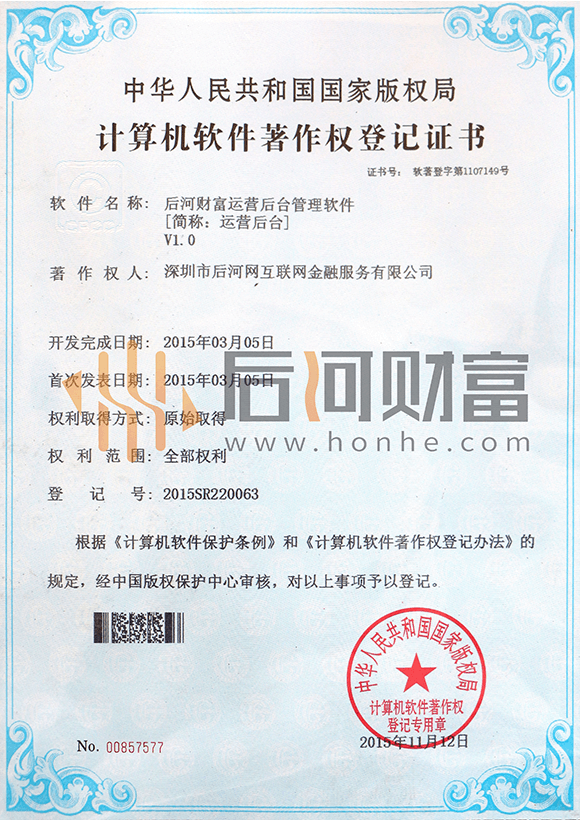 中华人民共和国国家版权局
计算机软件著作权登记证书
证书号： 软著登字第1107149号
软件名称： 后河财富运营后台管理软件
[简称：运营后台]
V1.0
著作权人： 深圳市后河网互联网金融服务有限公司
开发完成日期： 2015年03月05日
首次发表日期： 2015年03月05日
权利取得方式： 原始取得
权利范围： 全部权利
登记号： 2015SR220063
后河财富
www.honhe.com
根据《计算机软件保护条例》和《计算机软件著作权登记办法》的
规定，经中国版权保护中心审核，对以上事项予以登记。
中华人民共和国国家版权局
计算机软件著作权
登记专用章
No. 00857577
2015年11月12日